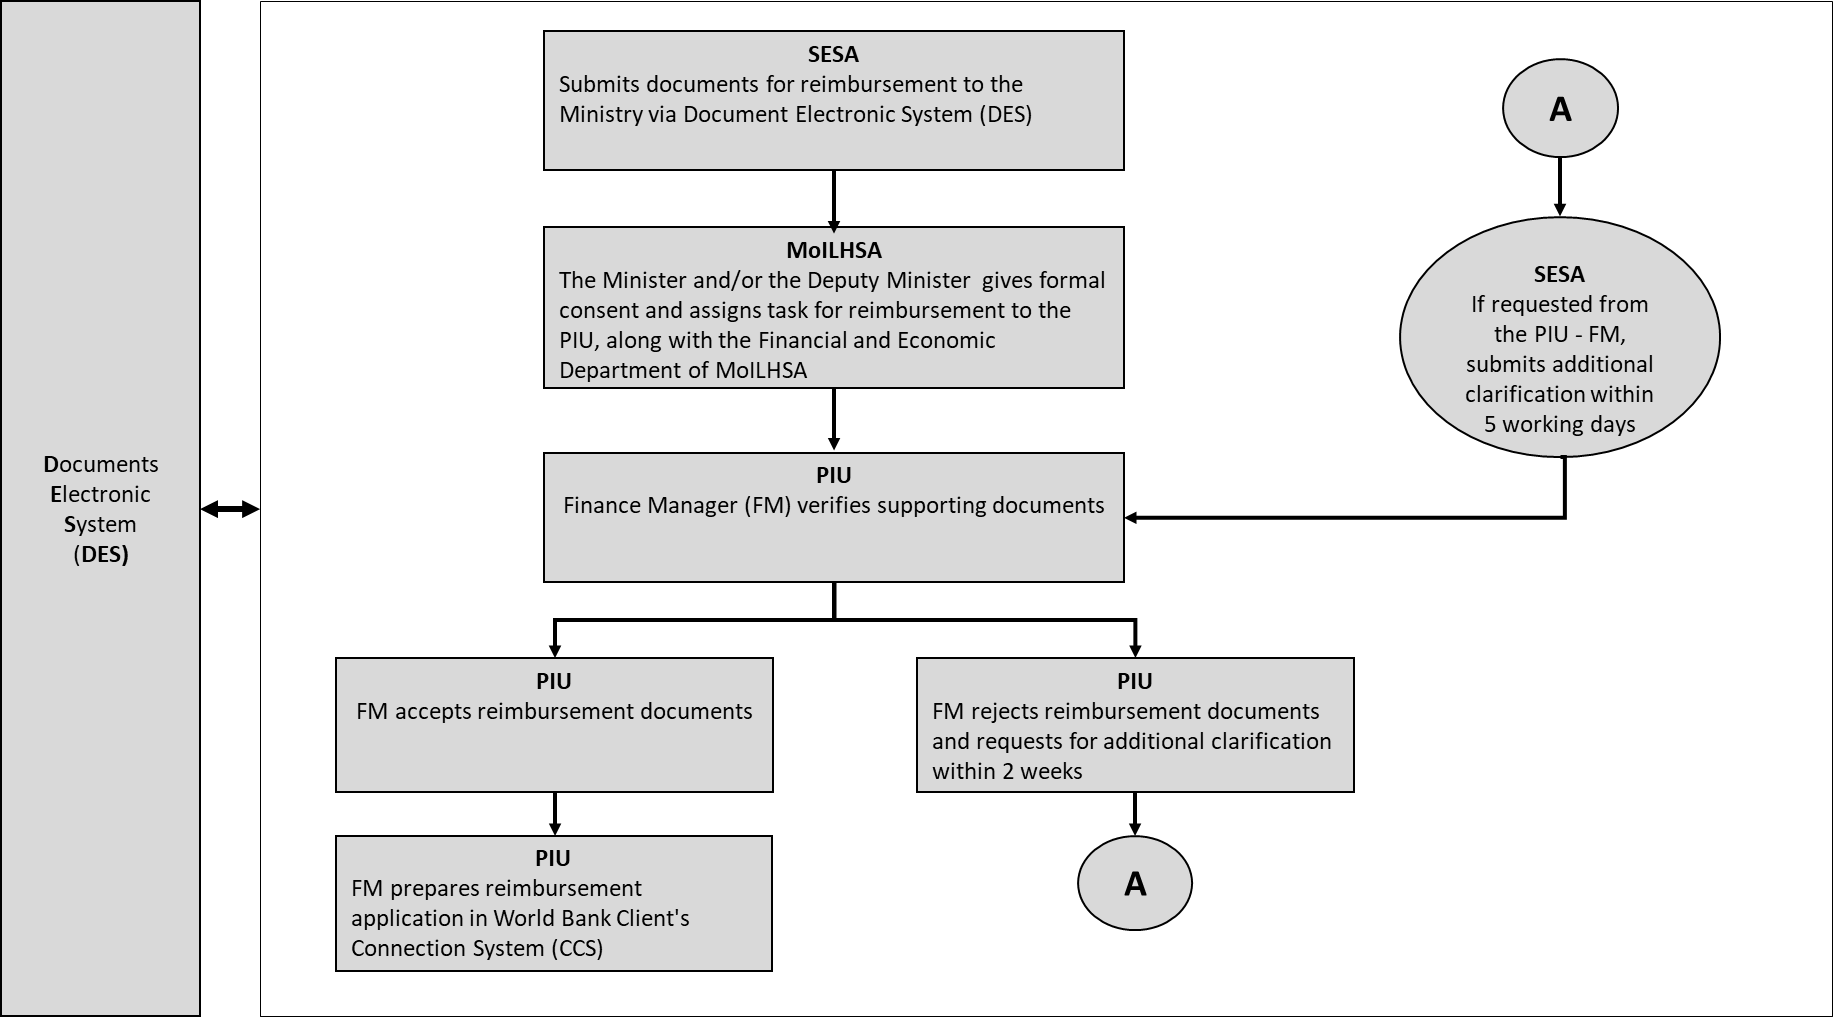 Documents
Electronic
System
(DES)
SESA
Submits documents for reimbursement to the
Ministry via Document Electronic System (DES)
MoILHSA
The Minister and/or the Deputy Minister  gives formal
consent and assigns task for reimbursement to the
PIU, along with the Financial and Economic
Department of MoILHSA
PIU
Finance Manager (FM) verifies supporting documents
PIU
FM accepts reimbursement documents
PIU
FM prepares reimbursement
application in World Bank Client's
Connection System (CCS)
PIU
FM rejects reimbursement documents
and requests for additional clarification
within 2 weeks
A
A
SESA
If requested from
the PIU - FM,
submits additional
clarification within
5 working days